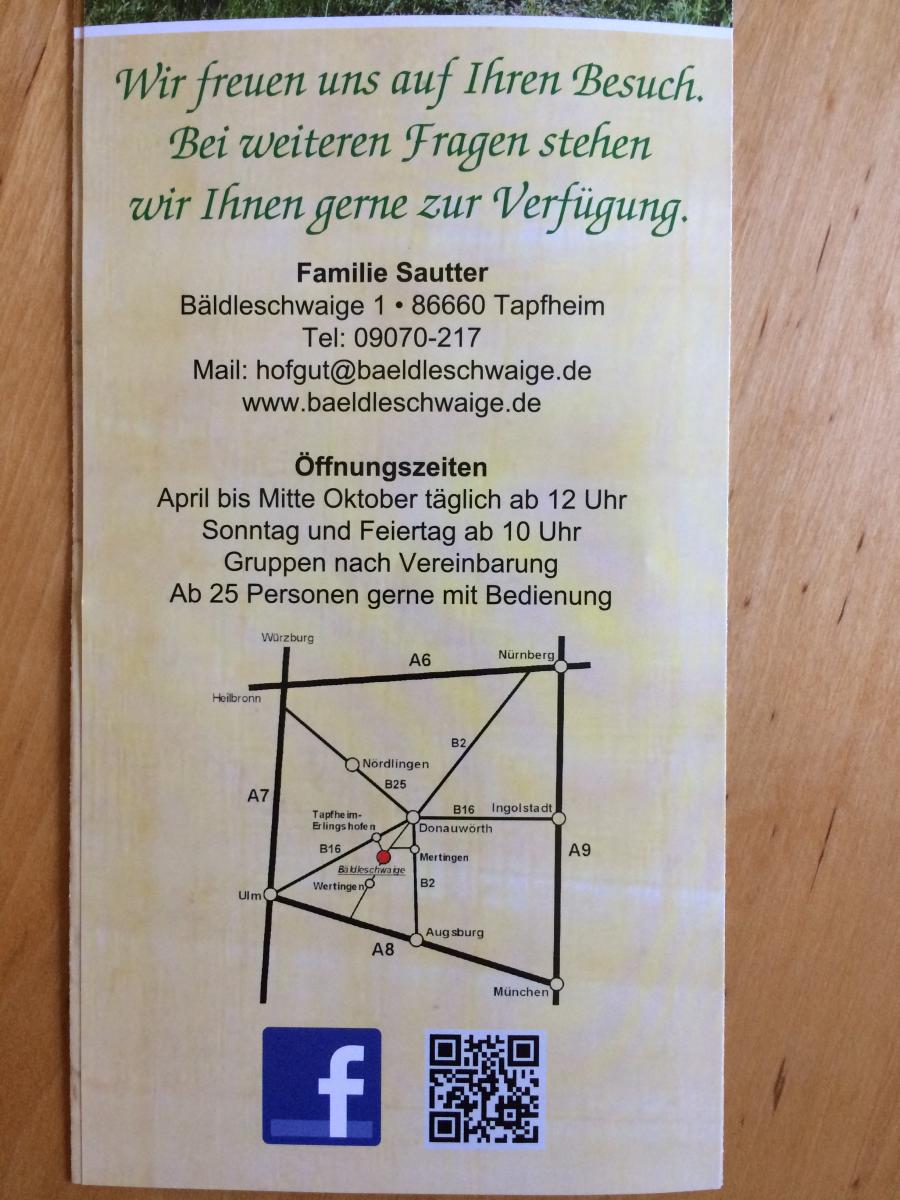 Wir freuen uns auf Ihren Besuch.
Bei weiteren Fragen stehen
wir Ihnen gerne zur Verfügung.
Familie Sautter
Bäldleschwaige 1 • 86660 Tapfheim
Tel: 09070-217
Mail: hofgut@baeldleschwaige.de
www.baeldleschwaige.de
Öffnungszeiten
April bis Mitte Oktober täglich ab 12 Uhr
Sonntag und Feiertag ab 10 Uhr
Gruppen nach Vereinbarung
Ab 25 Personen gerne mit Bedienung
Würzburg
A6
Nürnberg
Heilbronn
B2
Nördlingen
B25
A7
B16
Ingolstadt
Tapfheim-
Erlingshofen
Donauwörth
B16
A9
Mertingen
Bäldleschwaige
Wertingen
B2
Ulm
Augsburg
A8
München
f